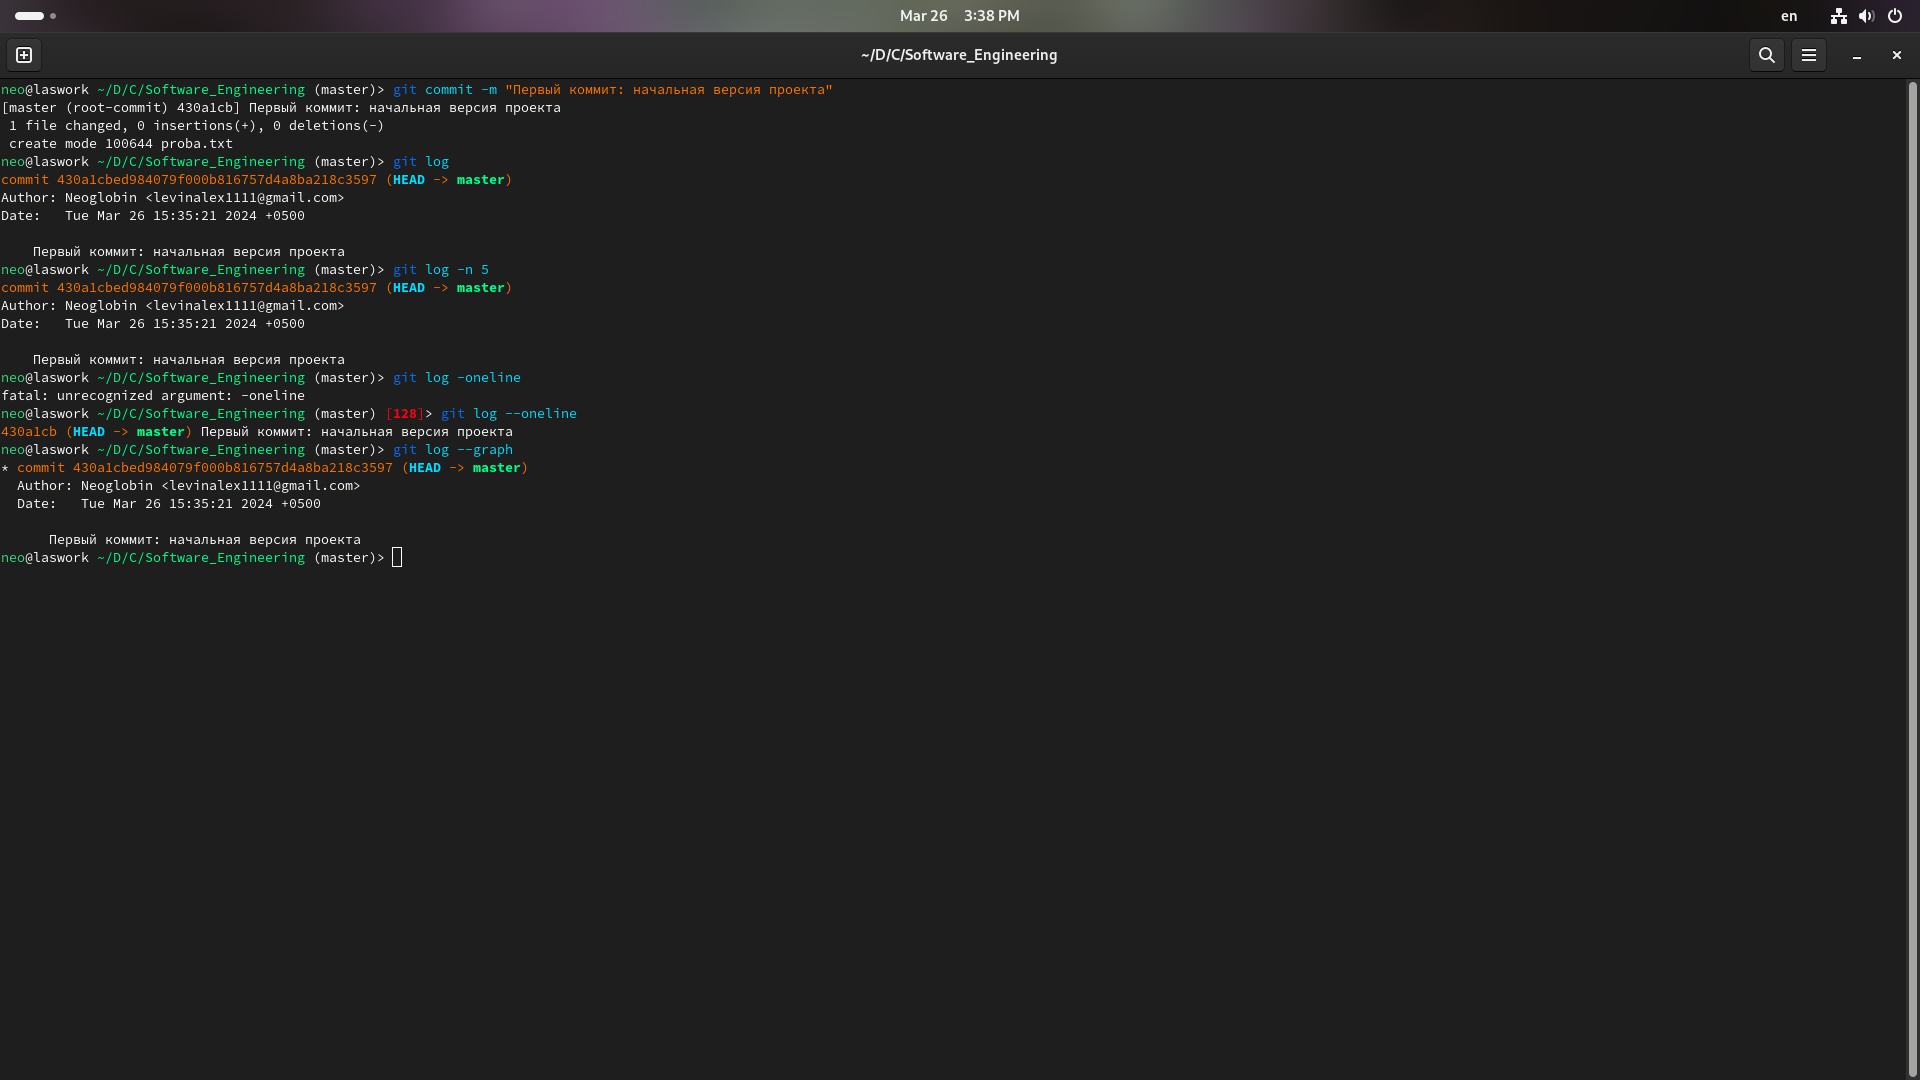 Mar 26 3:38 PM
en
~/D/C/Software_Engineering
neo@laswork ~/D/C/Software_Engineering (master)> git commit -m "Первый коммит: начальная версия проекта"
[master (root-commit) 430a1cb] Первый коммит: начальная версия проекта
 1 file changed, 0 insertions(+), 0 deletions(-)
 create mode 100644 proba.txt
neo@laswork ~/D/C/Software_Engineering (master)> git log
commit 430a1cbed984079f000b816757d4a8ba218c3597 (HEAD -> master)
Author: Neoglobin <levinalex1111@gmail.com>
Date:   Tue Mar 26 15:35:21 2024 +0500

    Первый коммит: начальная версия проекта
neo@laswork ~/D/C/Software_Engineering (master)> git log -n 5
commit 430a1cbed984079f000b816757d4a8ba218c3597 (HEAD -> master)
Author: Neoglobin <levinalex1111@gmail.com>
Date:   Tue Mar 26 15:35:21 2024 +0500

    Первый коммит: начальная версия проекта
neo@laswork ~/D/C/Software_Engineering (master)> git log -oneline
fatal: unrecognized argument: -oneline
neo@laswork ~/D/C/Software_Engineering (master) [128]> git log --oneline
430a1cb (HEAD -> master) Первый коммит: начальная версия проекта
neo@laswork ~/D/C/Software_Engineering (master)> git log --graph
* commit 430a1cbed984079f000b816757d4a8ba218c3597 (HEAD -> master)
  Author: Neoglobin <levinalex1111@gmail.com>
  Date:   Tue Mar 26 15:35:21 2024 +0500

      Первый коммит: начальная версия проекта
neo@laswork ~/D/C/Software_Engineering (master)>